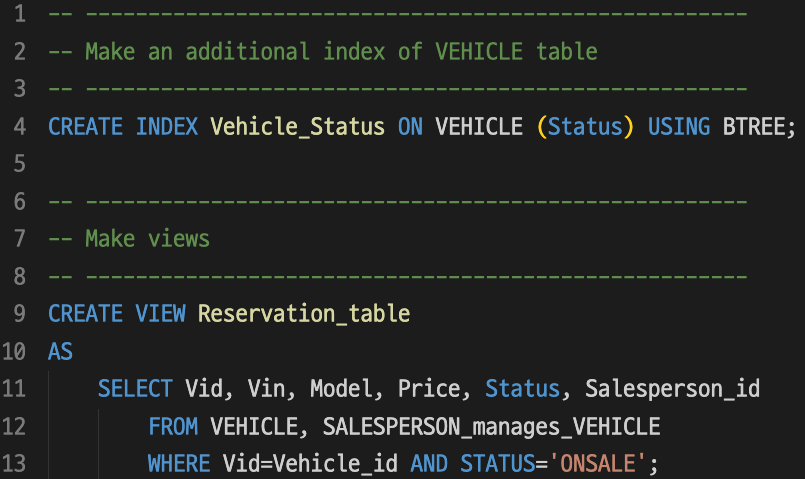 1 -- -----------------------------------------------------
2 -- Make an additional index of VEHICLE table
3 -- -----------------------------------------------------
4 CREATE INDEX Vehicle_Status ON VEHICLE (Status) USING BTREE;
5
6 -- -----------------------------------------------------
7 -- Make views
8 -- -----------------------------------------------------
9 CREATE VIEW Reservation_table
10 AS
11     SELECT Vid, Vin, Model, Price, Status, Salesperson_id
12         FROM VEHICLE, SALESPERSON_manages_VEHICLE
13         WHERE Vid=Vehicle_id AND STATUS='ONSALE';